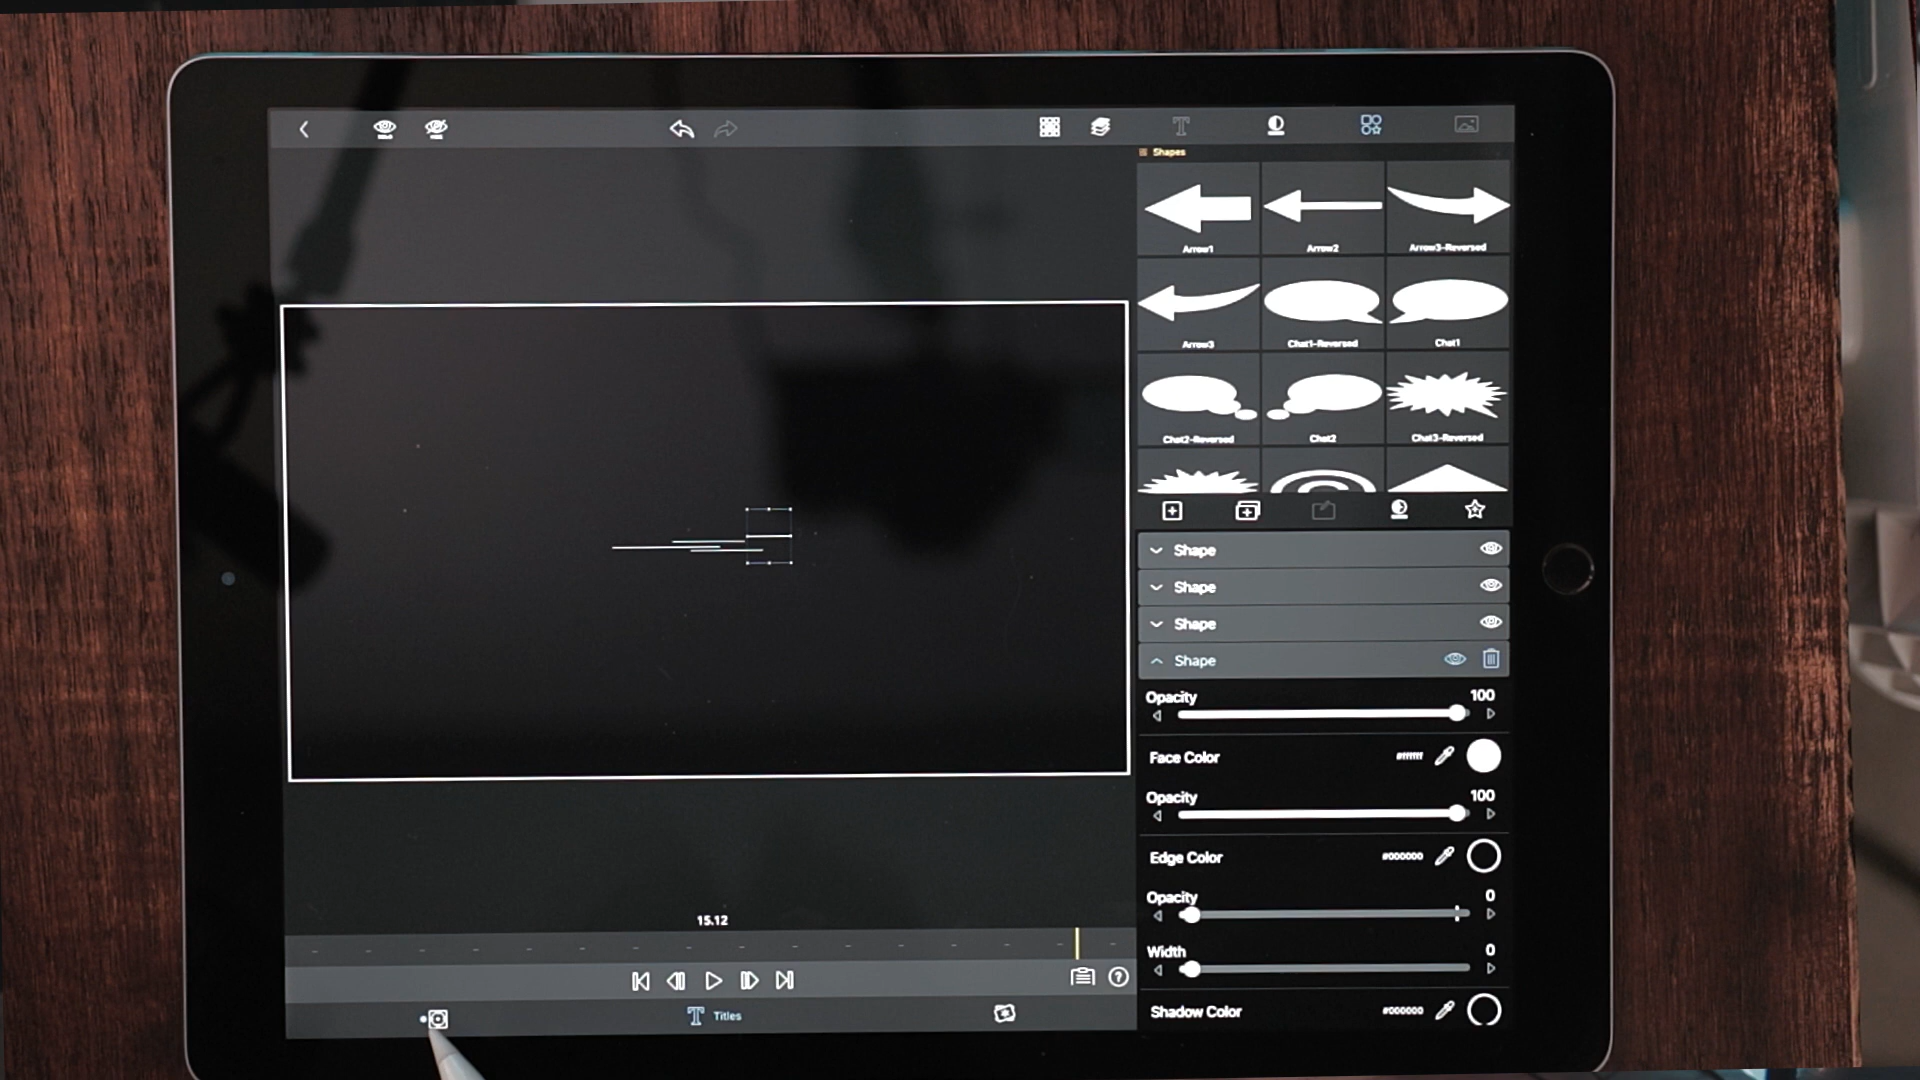 Shapes
Arrow1
Arrow2
Arrow3-Reversed
Arrow3
Chat1-Reversed
Chat1
Chat2-Reversed
Chat2
Chat3-Reversed
Shape
Shape
Shape
Shape
Opacity 100
Face Color #ffffff
Opacity 100
Edge Color #000000
Opacity 0
Width 0
Shadow Color #000000
15.12
Titles